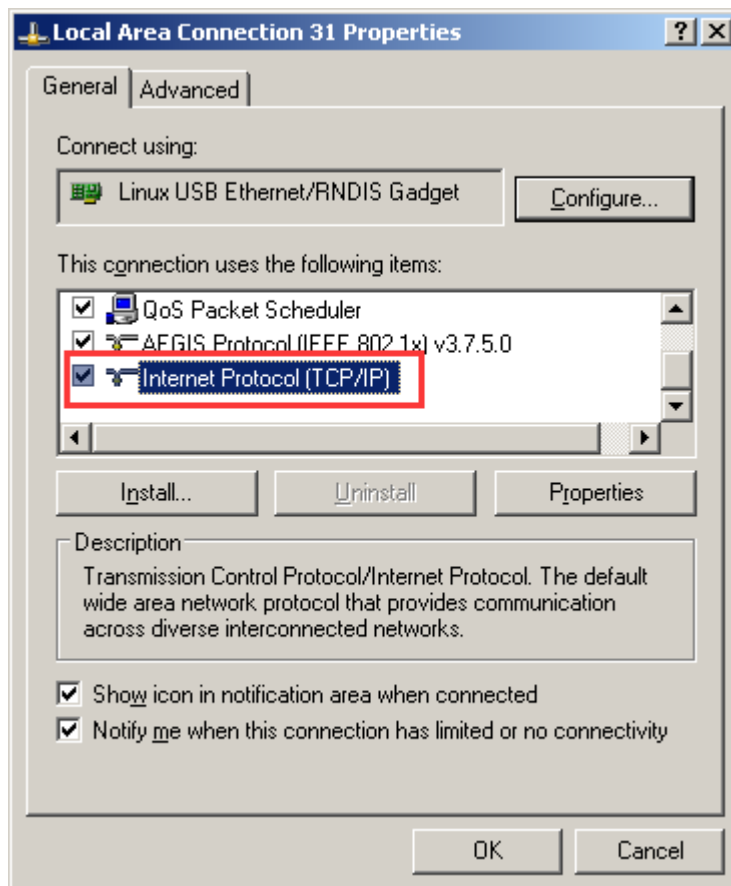 Local Area Connection 31 Properties
General
Advanced
Connect using:
Linux USB Ethernet/RNDIS Gadget
Configure...
This connection uses the following items:
QoS Packet Scheduler
AEGIS Protocol (IEEE 802.1x) v3.7.5.0
Internet Protocol (TCP/IP)
Install...
Uninstall
Properties
Description
Transmission Control Protocol/Internet Protocol. The default
wide area network protocol that provides communication
across diverse interconnected networks.
Show icon in notification area when connected
Notify me when this connection has limited or no connectivity
OK
Cancel